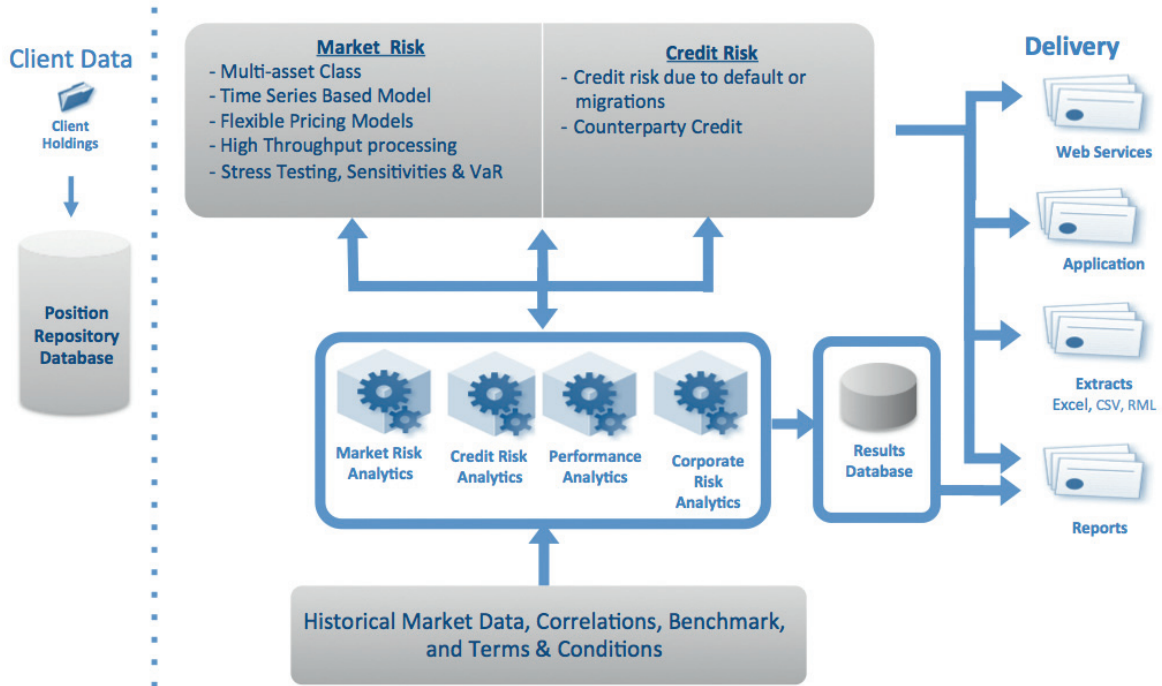 Client Data
Client
Holdings
Position
Repository
Database
Market Risk
- Multi-asset Class
- Time Series Based Model
- Flexible Pricing Models
- High Throughput processing
- Stress Testing, Sensitivities & VaR
Credit Risk
- Credit risk due to default or
migrations
- Counterparty Credit
Market Risk
Analytics
Credit Risk
Analytics
Performance
Analytics
Corporate
Risk
Analytics
Results
Database
Historical Market Data, Correlations, Benchmark,
and Terms & Conditions
Delivery
Web Services
Application
Extracts
Excel, CSV, RML
Reports